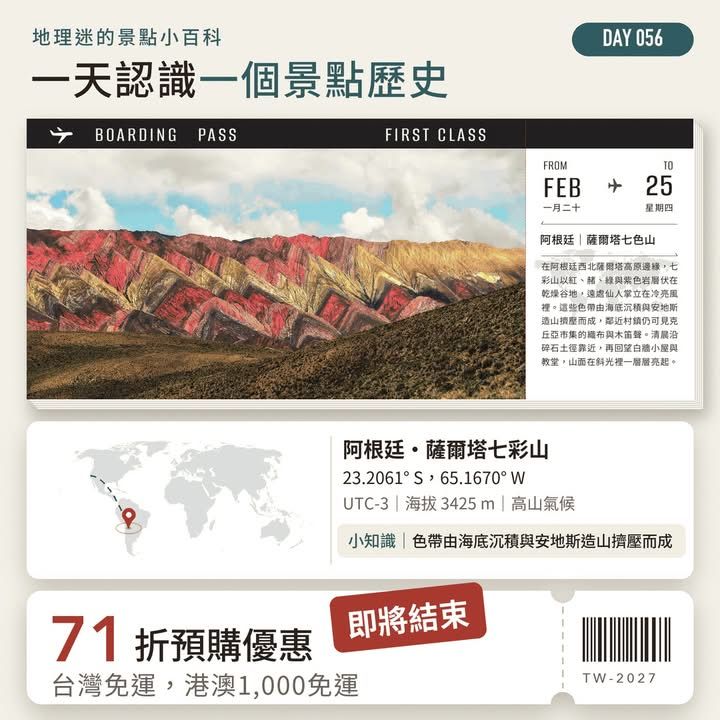 地理迷的景點小百科
DAY 056
一天認識一個景點歷史
BOARDING PASS
FIRST CLASS
FROM
TO
FEB
25
一月二十
星期四
阿根廷｜薩爾塔七色山
在阿根廷西北薩爾塔高原邊緣，七
彩山以紅、赭、綠與紫色岩層伏在
乾燥谷地，遠處仙人掌立在冷亮風
裡。這些色帶由海底沉積與安地斯
造山擠壓而成，鄰近村鎮仍可見克
丘亞市集的織布與木笛聲。清晨沿
碎石土徑靠近，再回望白牆小屋與
教堂，山面在斜光裡一層層亮起。
阿根廷・薩爾塔七彩山
23.2061° S，65.1670° W
UTC-3｜海拔 3425 m｜高山氣候
小知識｜色帶由海底沉積與安地斯造山擠壓而成
71 折預購優惠
即將結束
台灣免運，港澳1,000免運
TW-2027